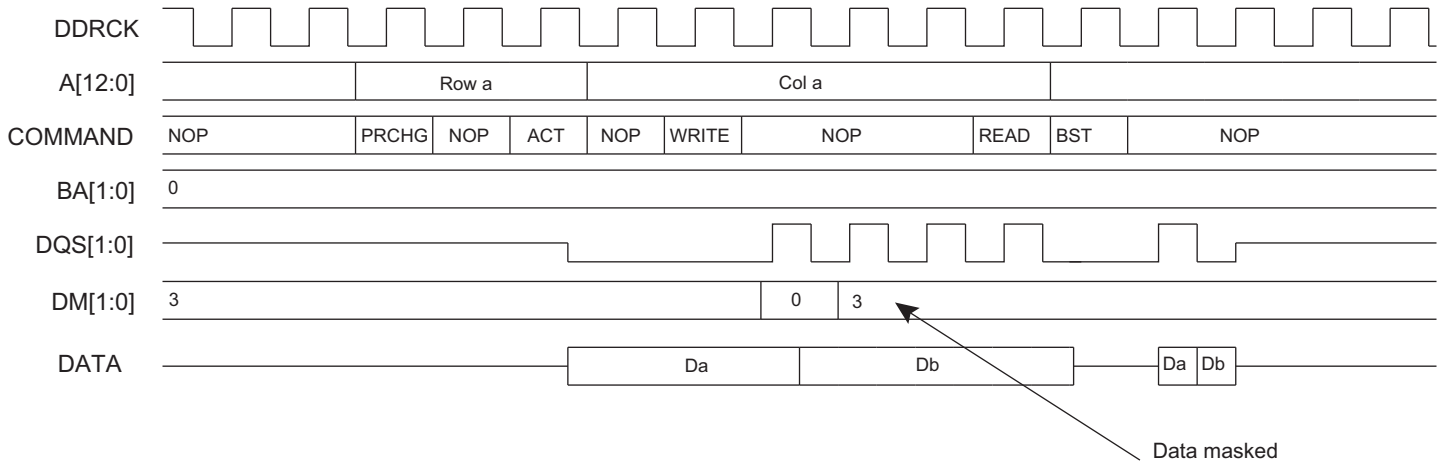 DDRCK
A[12:0] Row a Col a
COMMAND NOP PRCHG NOP ACT NOP WRITE NOP READ BST NOP
BA[1:0] 0
DQS[1:0]
DM[1:0] 3 0 3
DATA Da Db Da Db
Data masked